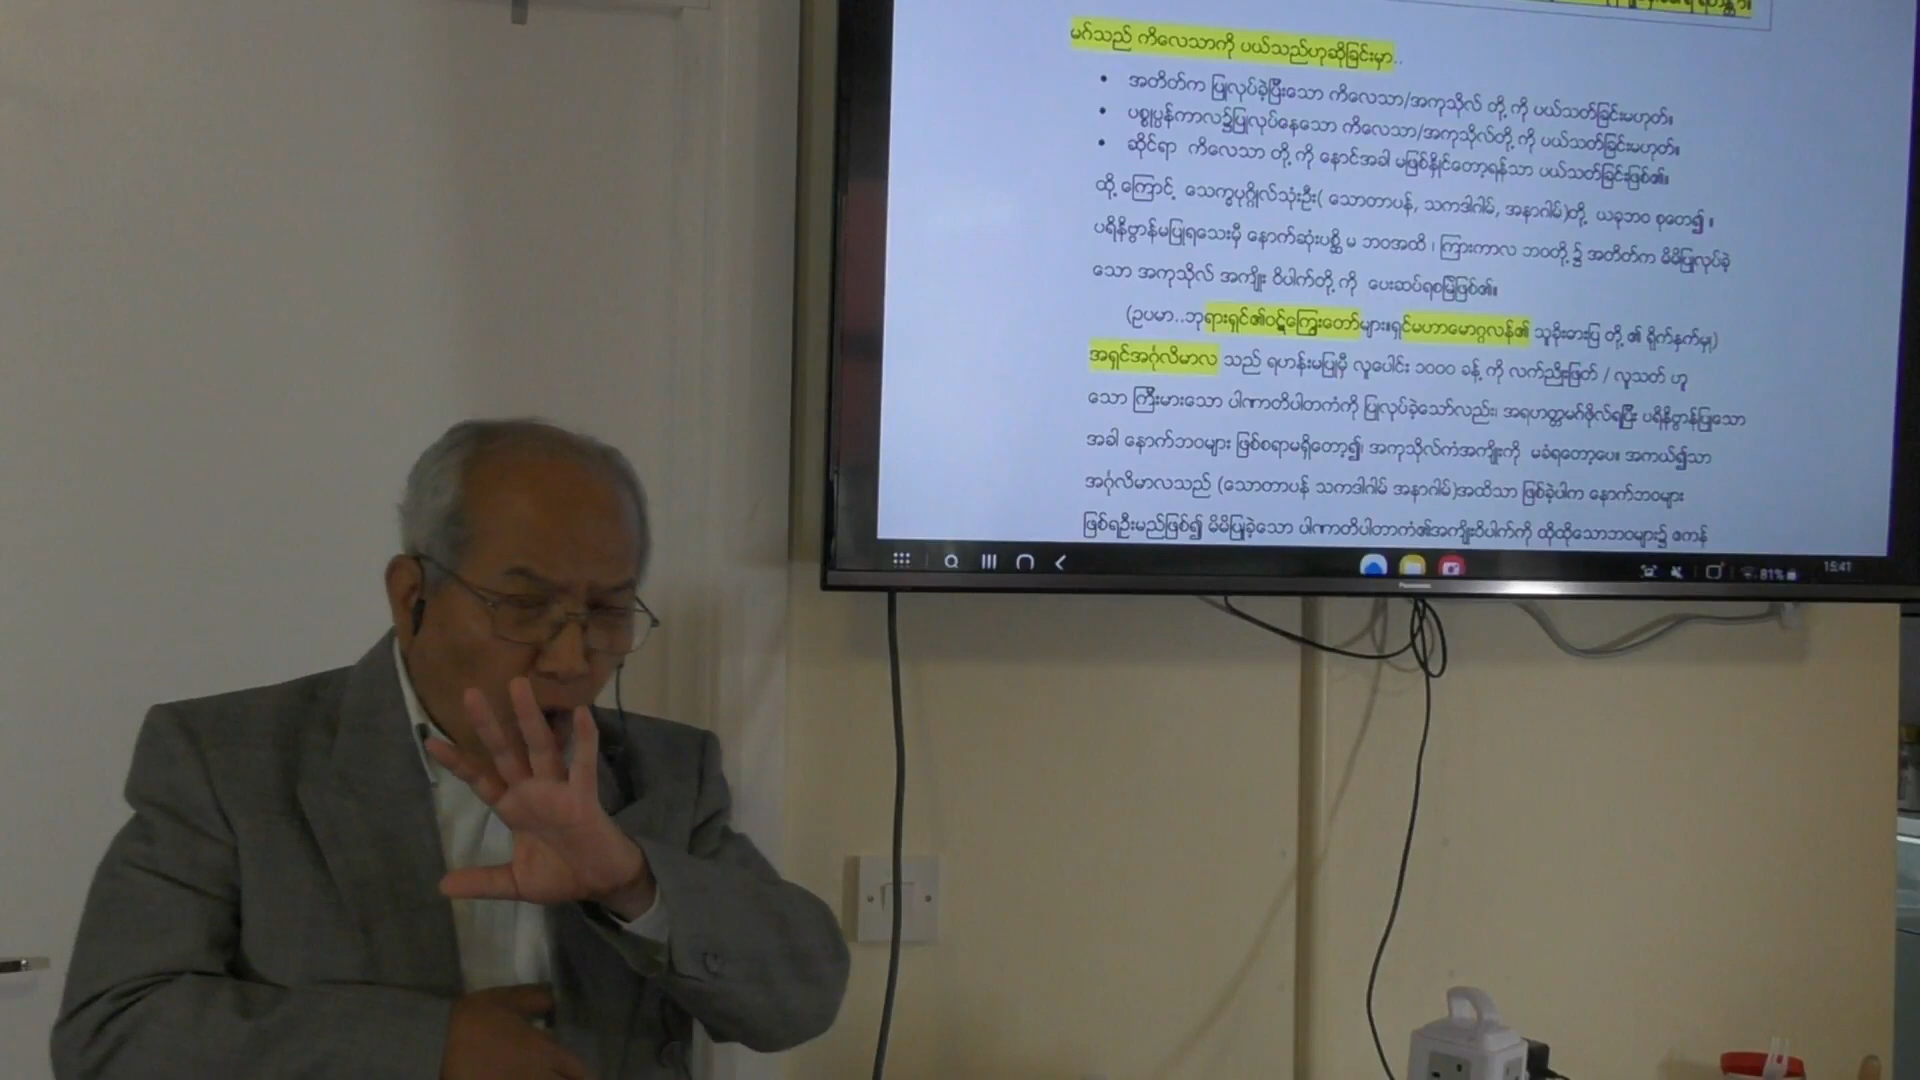 မဂ်သည် ကိလေသာကို ပယ်သည်ဟုဆိုခြင်းမှာ..
• အတိတ်က ပြုလုပ်ခဲ့ပြီးသော ကိလေသာ/အကုသိုလ် တို့ ကို ပယ်သတ်ခြင်းမဟုတ်။
• ပစ္စုပ္ပန်ကာလ၌ပြုလုပ်နေသော ကိလေသာ/အကုသိုလ်တို့ ကို ပယ်သတ်ခြင်းမဟုတ်။
• ဆိုင်ရာ ကိလေသာ တို့ ကို နောင်အခါ မဖြစ်နိုင်တော့ရန်သာ ပယ်သတ်ခြင်းဖြစ်၏။
ထို့ ကြောင့် သေက္ခပုဂ္ဂိုလ်သုံးဦး( သောတာပန်, သကဒါဂါမ်, အနာဂါမ်)တို့ ယခုဘဝ စုတေ၍ ။
ပရိနိဗ္ဗာန်မပြုရသေးမှီ နောက်ဆုံးပစ္ဆိ မ ဘဝအထိ ၊ ကြားကာလ ဘဝတို့ ၌ အတိတ်က မိမိပြုလုပ်ခဲ့
သော အကုသိုလ် အကျိုး ဝိပါက်တို့ ကို ပေးဆပ်ရစမြဲဖြစ်၏။
(ဥပမာ..ဘုရားရှင်၏ဝဋ်ကြွေးတော်များ။ရှင်မဟာမောဂ္ဂလန်၏ သူခိုးဓားပြ တို့ ၏ ရိုက်နှက်မှု)
အရှင်အင်္ဂုလိမာလ သည် ရဟန်းမပြုမှီ လူပေါင်း ၁၀၀၀ ခန့် ကို လက်ညှိုးဖြတ် / လူသတ် ဟူ
သော ကြီးမားသော ပါဏာတိပါတကံကို ပြုလုပ်ခဲ့သော်လည်း၊ အရဟတ္တမဂ်ဖိုလ်ရပြီး ပရိနိဗ္ဗာန်ပြုသော
အခါ နောက်ဘဝများ ဖြစ်စရာမရှိတော့၍၊ အကုသိုလ်ကံအကျိုးကို မခံရတော့ပေ။ အကယ်၍သာ
အင်္ဂုလိမာလသည် (သောတာပန် သကဒါဂါမ် အနာဂါမ်)အထိသာ ဖြစ်ခဲ့ပါက နောက်ဘဝများ
ဖြစ်ရဦးမည်ဖြစ်၍ မိမိပြုခဲ့သော ပါဏာတိပါတာကံ၏အကျိုးဝိပါက်ကို ထိုထိုသောဘဝများ၌ ဧကန်
81%
15:41
Panasonic